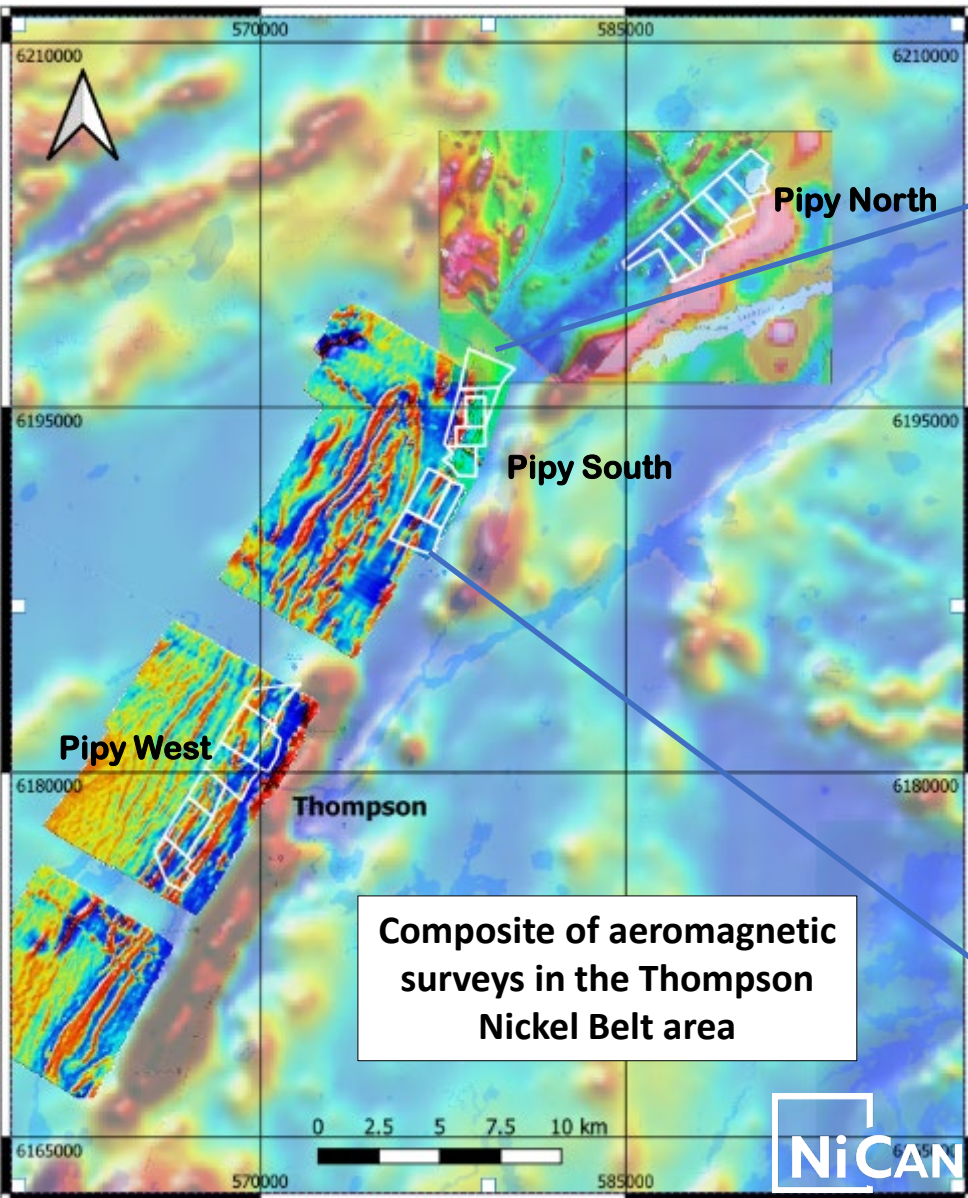 570000 585000
6210000 6210000
Pipy North
6195000 6195000
Pipy South
Pipy West
6180000 6180000
Thompson
Composite of aeromagnetic
surveys in the Thompson
Nickel Belt area
0 2.5 5 7.5 10 km
6165000
NiCAN
570000 585000